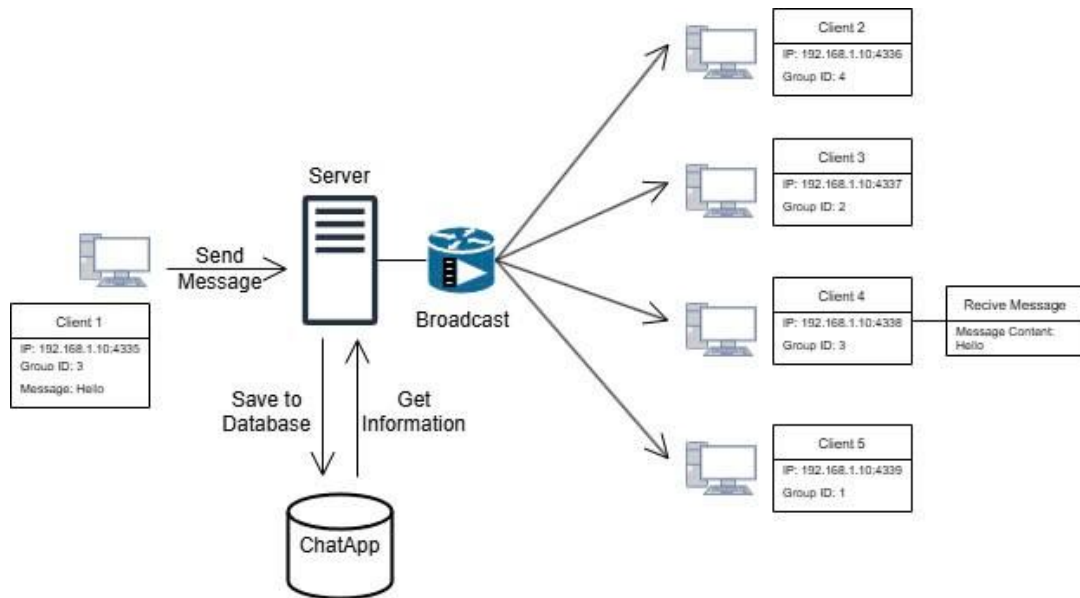 Client 2
IP: 192.168.1.10:4336
Group ID: 4
Client 3
IP: 192.168.1.10:4337
Group ID: 2
Server
Send
Message
Broadcast
Client 1
IP: 192.168.1.10:4335
Group ID: 3
Message: Hello
Client 4
IP: 192.168.1.10:4338
Group ID: 3
Recive Message
Message Content:
Hello
Save to
Database
Get
Information
Client 5
IP: 192.168.1.10:4339
Group ID: 1
ChatApp